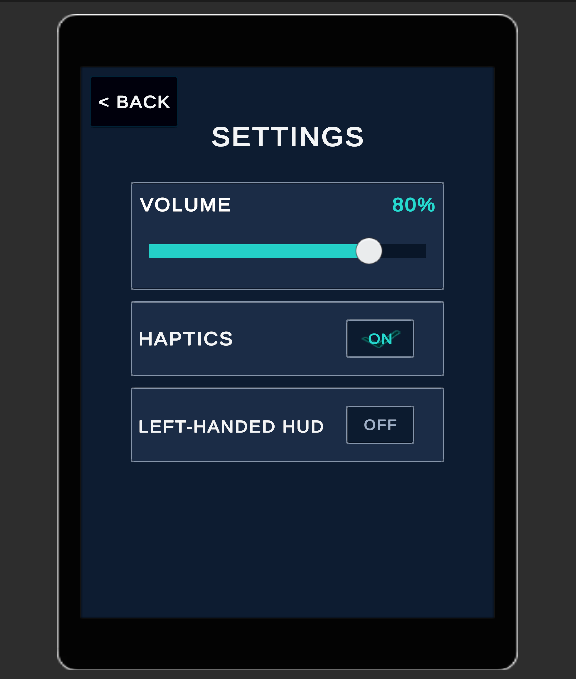 < BACK
SETTINGS
VOLUME 80%
HAPTICS ON
LEFT-HANDED HUD OFF